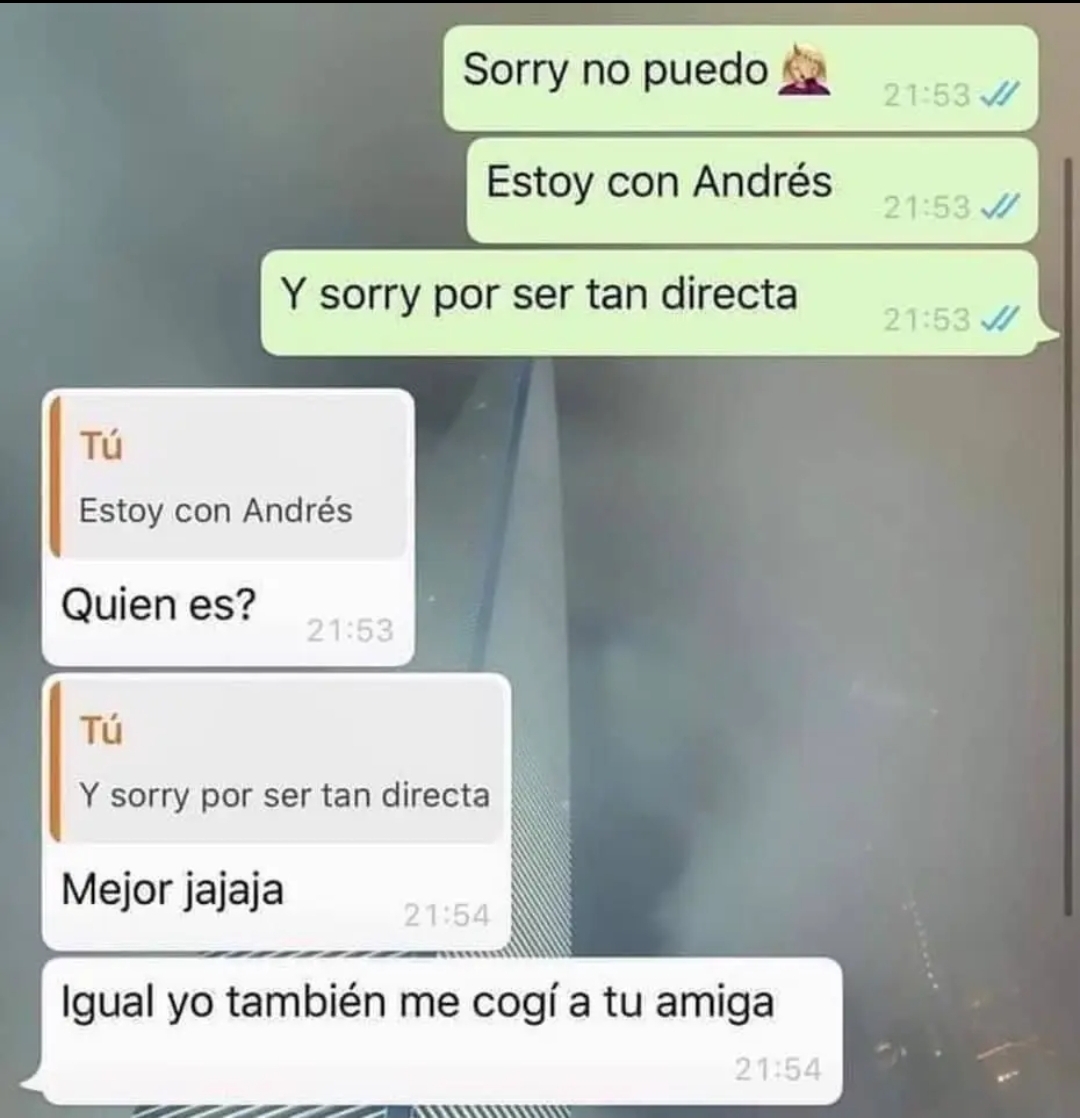 Sorry no puedo 🤦🏼‍♀️
21:53
Estoy con Andrés
21:53
Y sorry por ser tan directa
21:53
Tú
Estoy con Andrés
Quien es?
21:53
Tú
Y sorry por ser tan directa
Mejor jajaja
21:54
Igual yo también me cogí a tu amiga
21:54